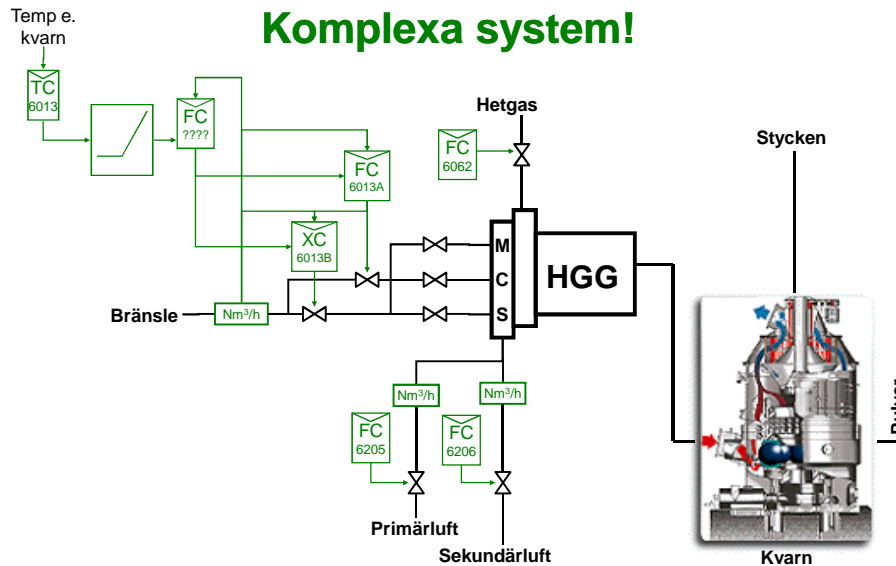 Komplexa system!
Temp e.
kvarn
TC
6013
FC
????
FC
6013A
XC
6013B
Hetgas
FC
6062
Stycken
M
C
S
HGG
Bränsle
Nm³/h
Nm³/h
Nm³/h
FC
6205
FC
6206
Primärluft
Sekundärluft
Kvarn